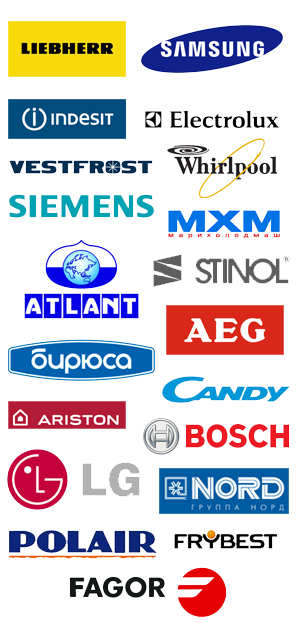 LIEBHERR
SAMSUNG
indesit
Electrolux
VESTFROST
Whirlpool
SIEMENS
МХМ
марихолодмаш
STINOL®
ATLANT
AEG
бирюса
CANDY
ARISTON
BOSCH
LG
NORD
ГРУППА НОРД
POLAIR
FRYBEST
FAGOR